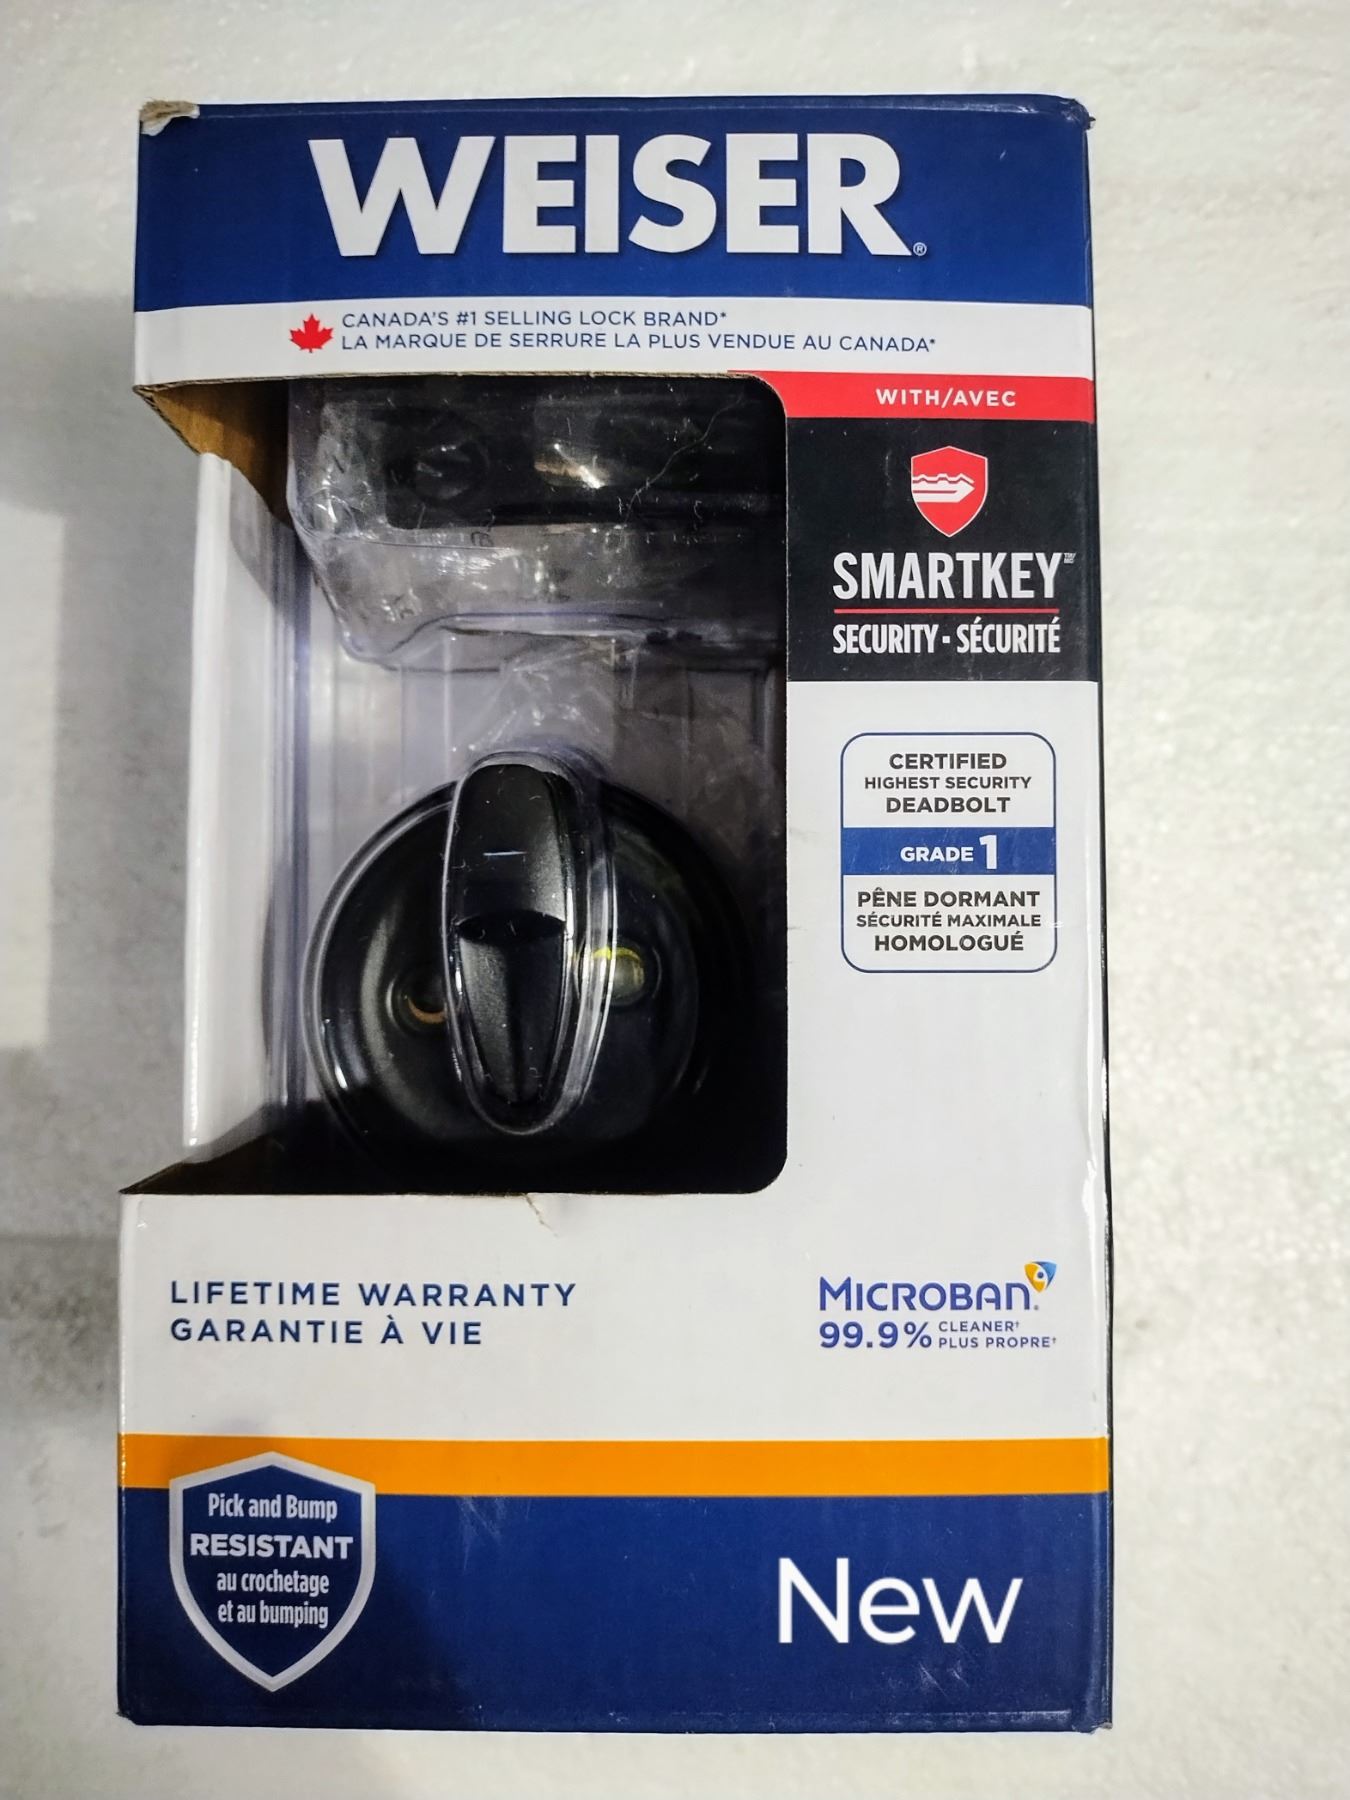 WEISER®
CANADA'S #1 SELLING LOCK BRAND*
LA MARQUE DE SERRURE LA PLUS VENDUE AU CANADA*
WITH/AVEC
SMARTKEY™/MC
SECURITY • SÉCURITÉ
CERTIFIED
HIGHEST SECURITY
DEADBOLT
GRADE 1
PÊNE DORMANT
SÉCURITÉ MAXIMALE
HOMOLOGUÉ
LIFETIME WARRANTY
GARANTIE À VIE
MICROBAN®
99.9% CLEANER†
PLUS PROPRE†
Pick and Bump
RESISTANT
au crochetage
et au bumping
New